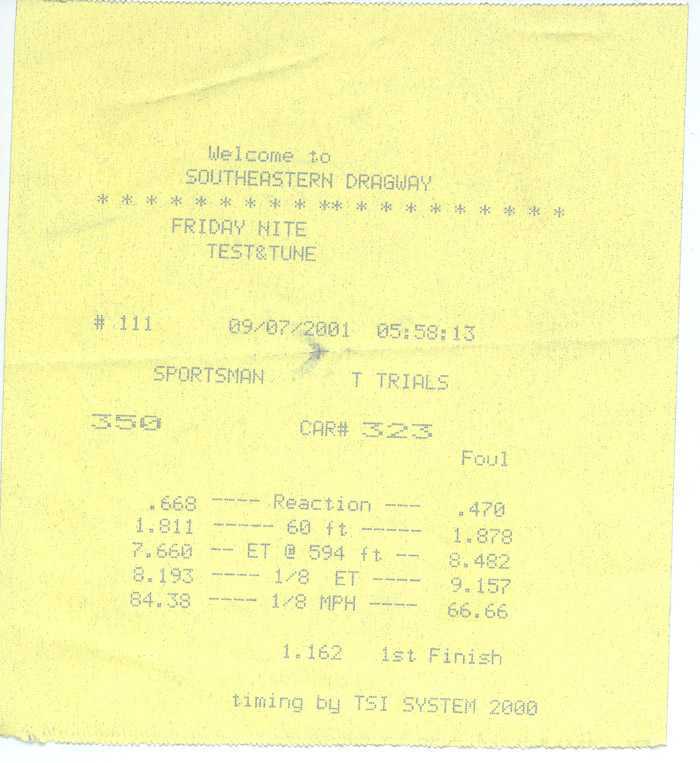 Welcome to
SOUTHEASTERN DRAGWAY
* * * * * * * * * ** * * * * * * * * *
FRIDAY NITE
TEST&TUNE
# 111 09/07/2001 05:58:13
SPORTSMAN T TRIALS
350 CAR# 323
Foul
.668 ---- Reaction --- .470
1.811 ----- 60 ft ----- 1.878
7.660 -- ET @ 594 ft -- 8.482
8.193 ---- 1/8 ET ---- 9.157
84.38 ---- 1/8 MPH ---- 66.66
1.162 1st Finish
timing by TSI SYSTEM 2000